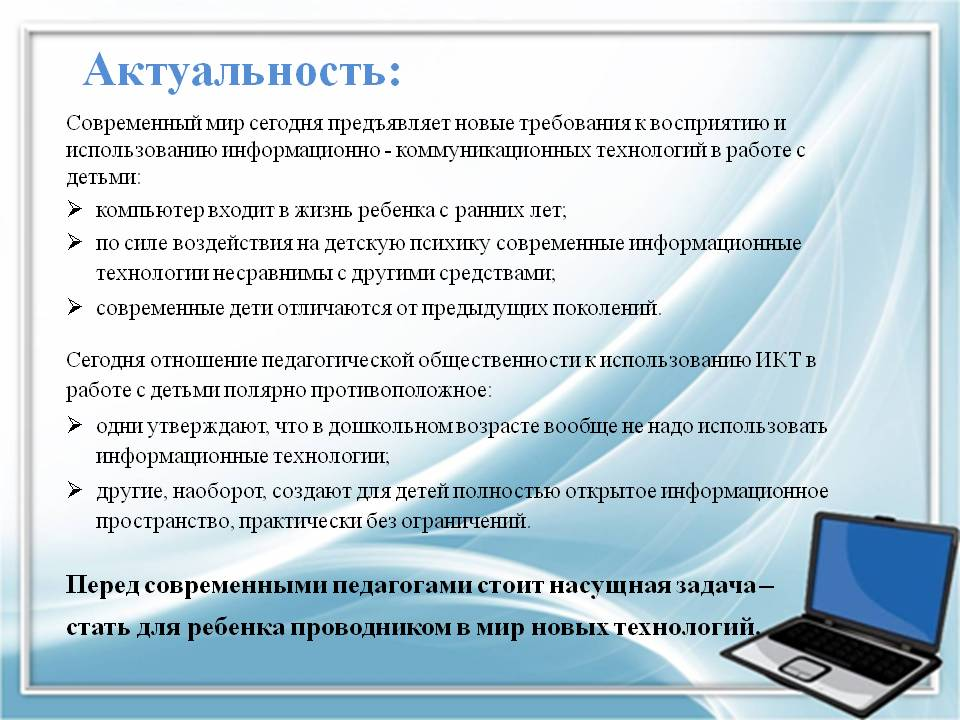 Актуальность:
Современный мир сегодня предъявляет новые требования к восприятию и
использованию информационно - коммуникационных технологий в работе с
детьми:
➢ компьютер входит в жизнь ребенка с ранних лет;
➢ по силе воздействия на детскую психику современные информационные
технологии несравнимы с другими средствами;
➢ современные дети отличаются от предыдущих поколений.
Сегодня отношение педагогической общественности к использованию ИКТ в
работе с детьми полярно противоположное:
➢ одни утверждают, что в дошкольном возрасте вообще не надо использовать
информационные технологии;
➢ другие, наоборот, создают для детей полностью открытое информационное
пространство, практически без ограничений.
Перед современными педагогами стоит насущная задача–
стать для ребенка проводником в мир новых технологий.